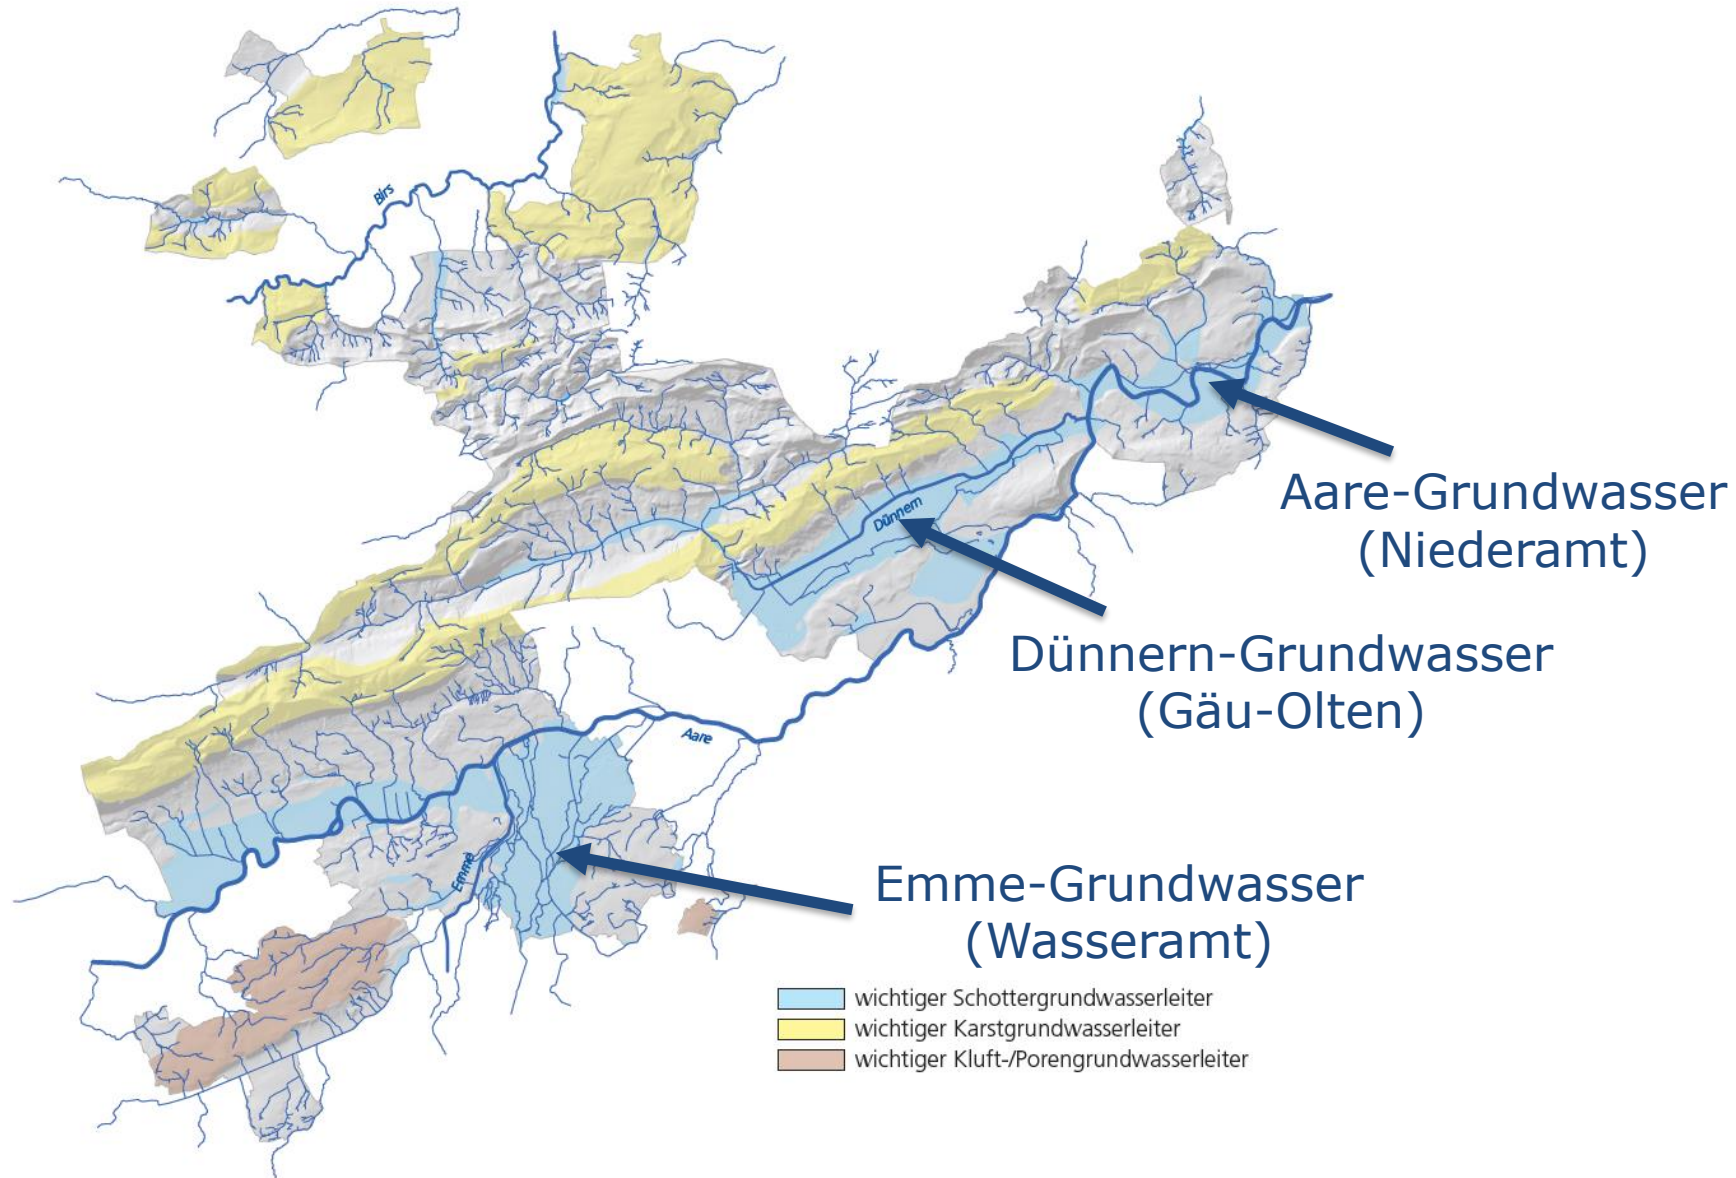 Birs
Aare-Grundwasser
(Niederamt)
Dünnern
Dünnern-Grundwasser
(Gäu-Olten)
Aare
Emme
Emme-Grundwasser
(Wasseramt)
wichtiger Schottergrundwasserleiter
wichtiger Karstgrundwasserleiter
wichtiger Kluft-/Porengrundwasserleiter